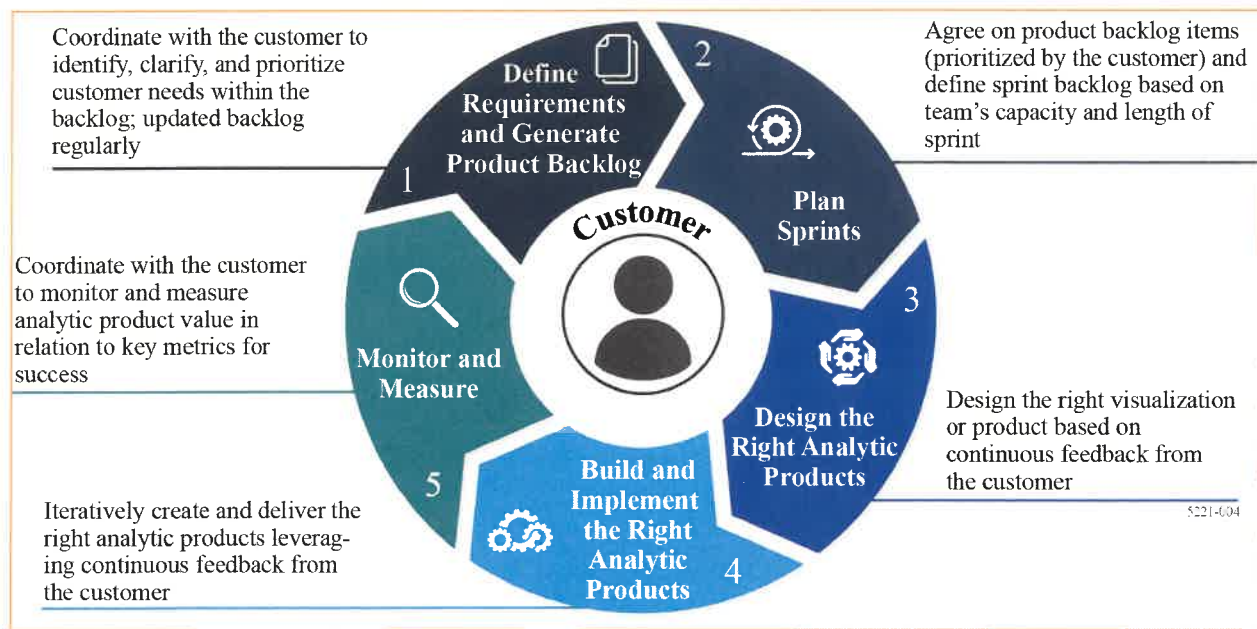 Coordinate with the customer to
identify, clarify, and prioritize
customer needs within the
backlog; updated backlog
regularly
1
Define
Requirements
and Generate
Product Backlog
2
Plan
Sprints
Agree on product backlog items
(prioritized by the customer) and
define sprint backlog based on
team's capacity and length of
sprint
Customer
Coordinate with the customer
to monitor and measure
analytic product value in
relation to key metrics for
success
Monitor and
Measure
5
3
Design the
Right Analytic
Products
Design the right visualization
or product based on
continuous feedback from
the customer
5221-004
Iteratively create and deliver the
right analytic products leverag-
ing continuous feedback from
the customer
Build and
Implement
the Right
Analytic
Products
4